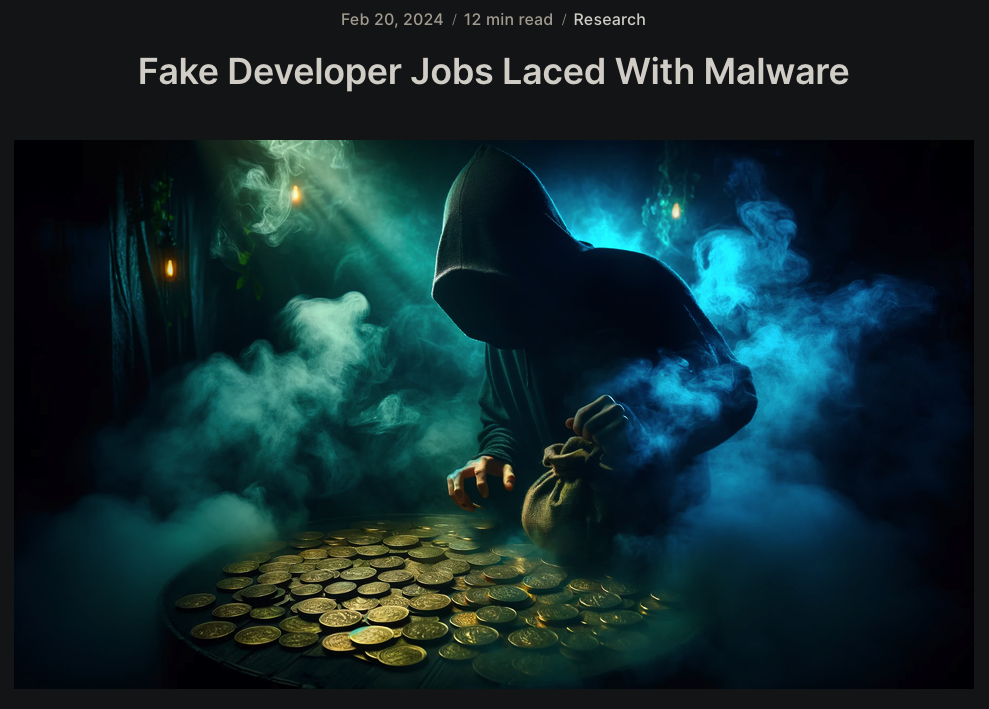 Feb 20, 2024 / 12 min read / Research
Fake Developer Jobs Laced With Malware